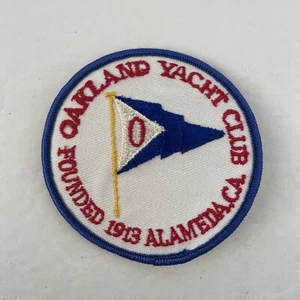 OAKLAND YACHT CLUB
O
FOUNDED 1913 ALAMEDA, CA.